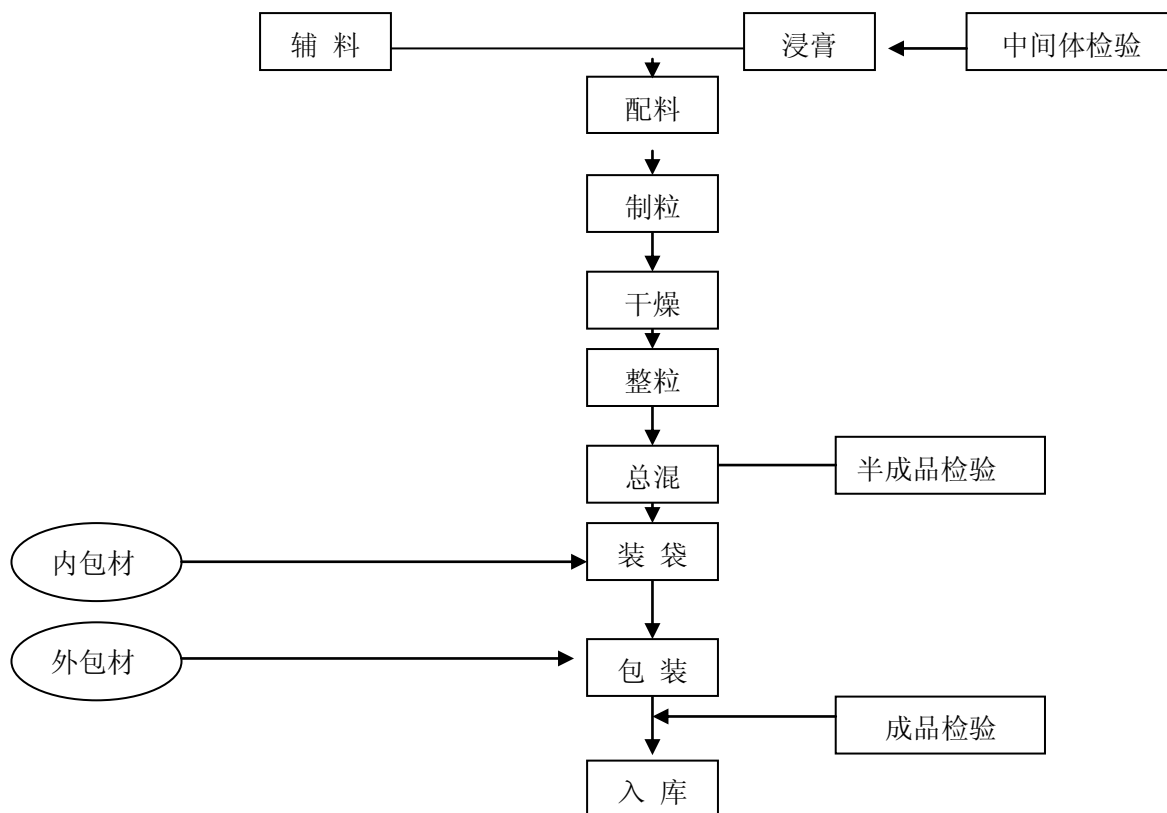 辅 料
浸膏
中间体检验
配料
制粒
干燥
整粒
总混
半成品检验
装 袋
内包材
包 装
外包材
成品检验
入 库